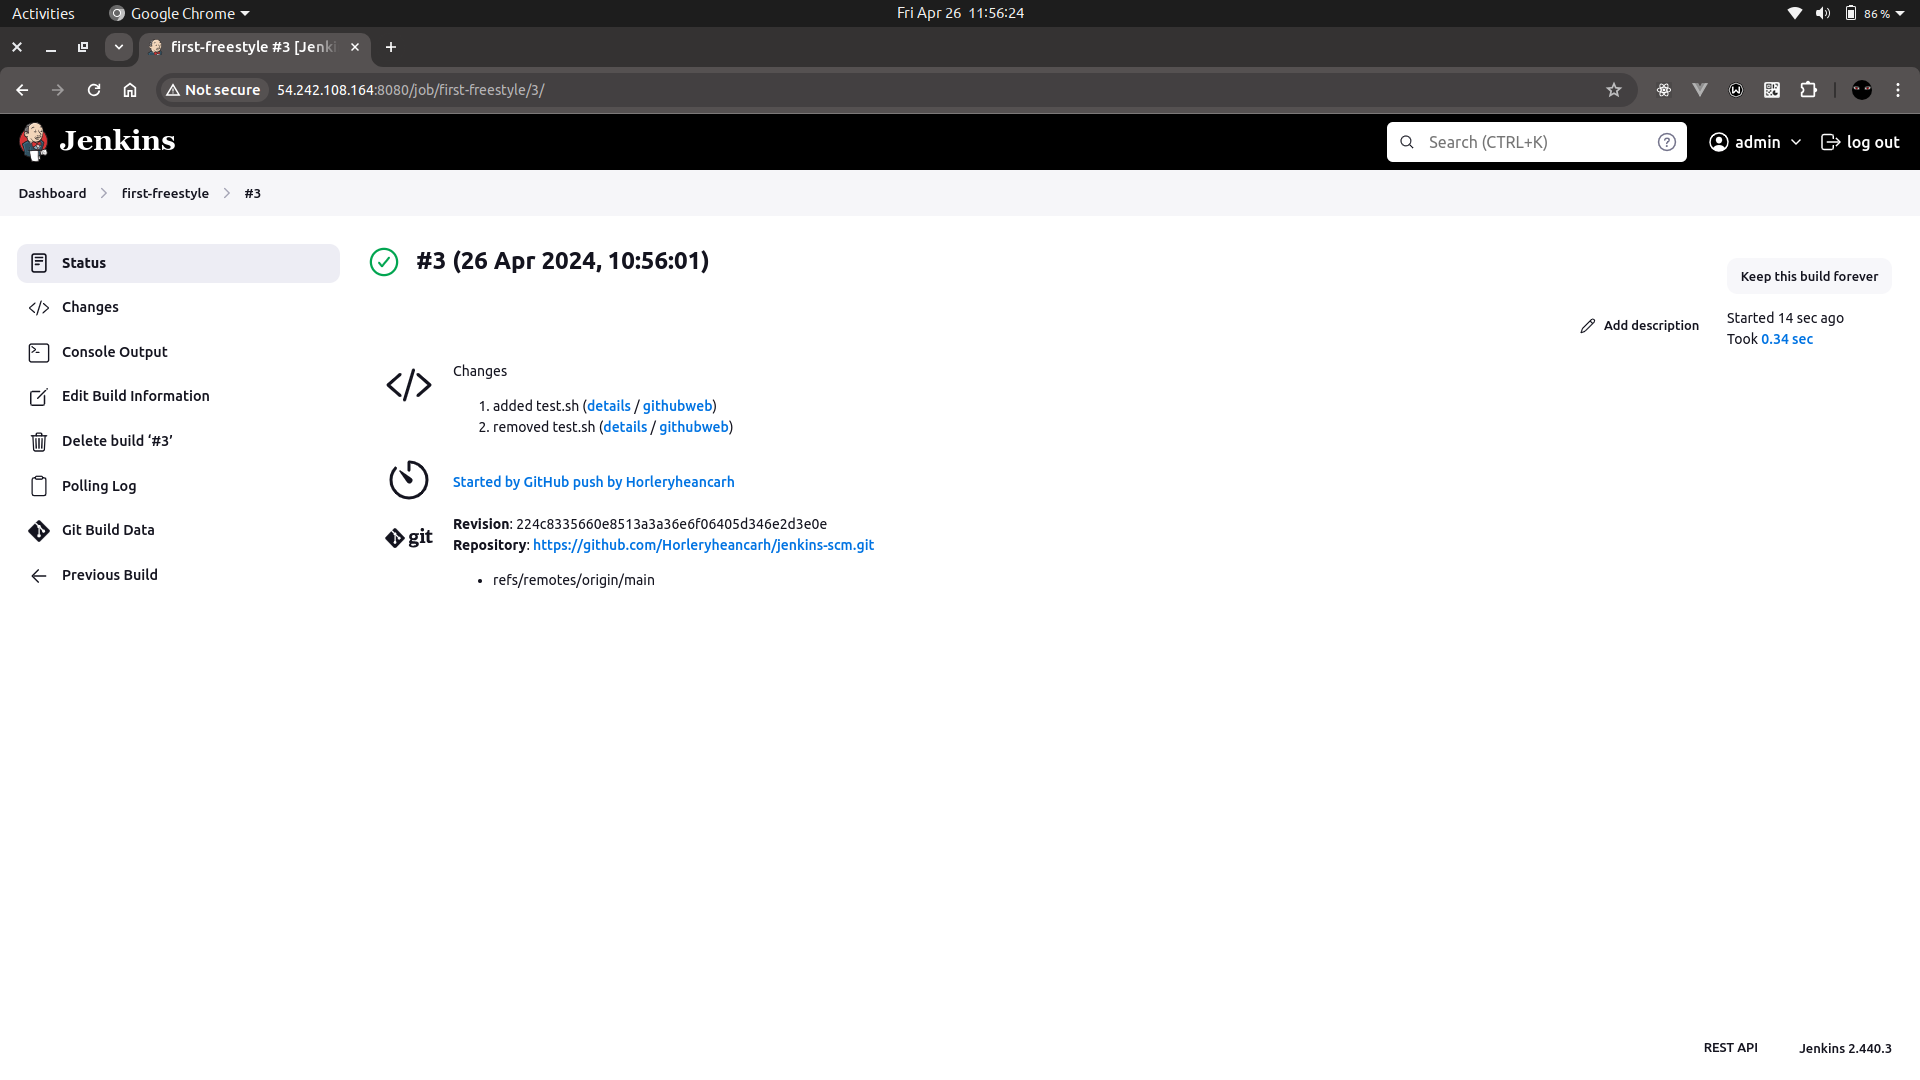 Activities
Google Chrome
Fri Apr 26 11:56:24
86 %
first-freestyle #3 [Jenki
Not secure
54.242.108.164:8080/job/first-freestyle/3/
Jenkins
Search (CTRL+K)
admin
log out
Dashboard
first-freestyle
#3
Status
Changes
Console Output
Edit Build Information
Delete build ‘#3’
Polling Log
Git Build Data
Previous Build
#3 (26 Apr 2024, 10:56:01)
Keep this build forever
Add description
Started 14 sec ago
Took 0.34 sec
Changes
1. added test.sh (details / githubweb)
2. removed test.sh (details / githubweb)
Started by GitHub push by Horleryheancarh
git
Revision: 224c8335660e8513a3a36e6f06405d346e2d3e0e
Repository: https://github.com/Horleryheancarh/jenkins-scm.git
• refs/remotes/origin/main
REST API
Jenkins 2.440.3